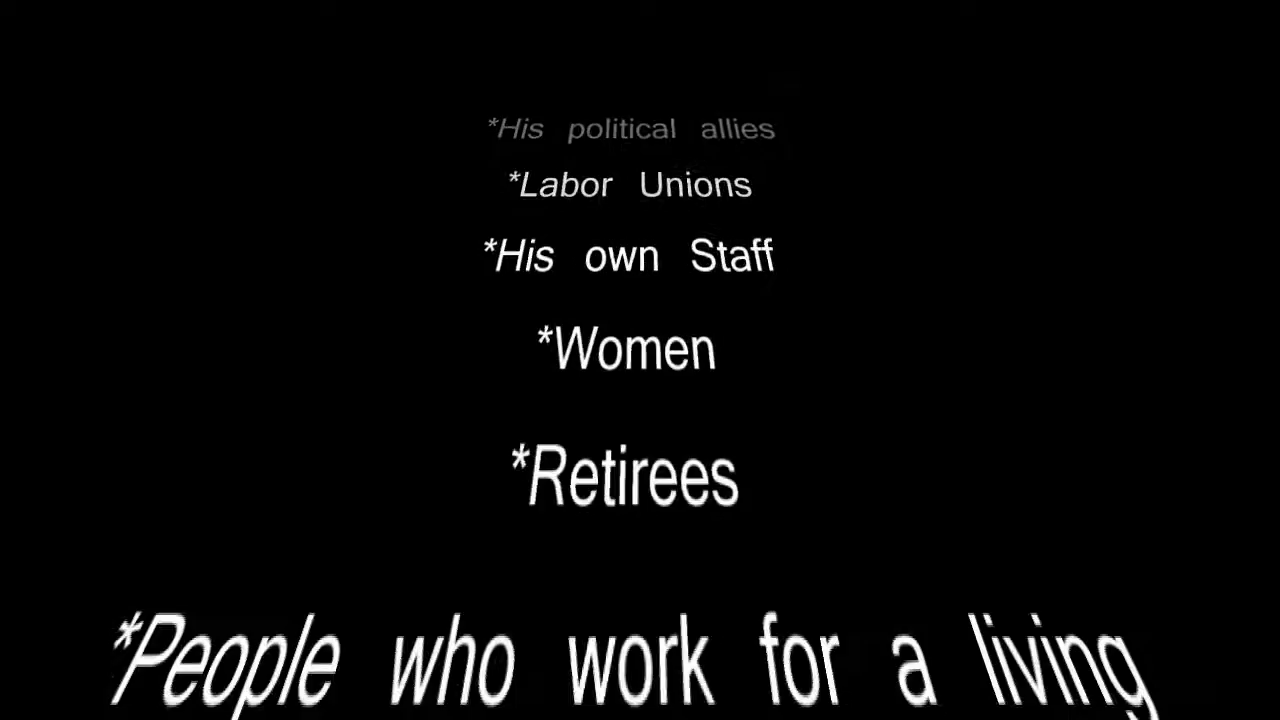 *His political allies
*Labor Unions
*His own Staff
*Women
*Retirees
*People who work for a living